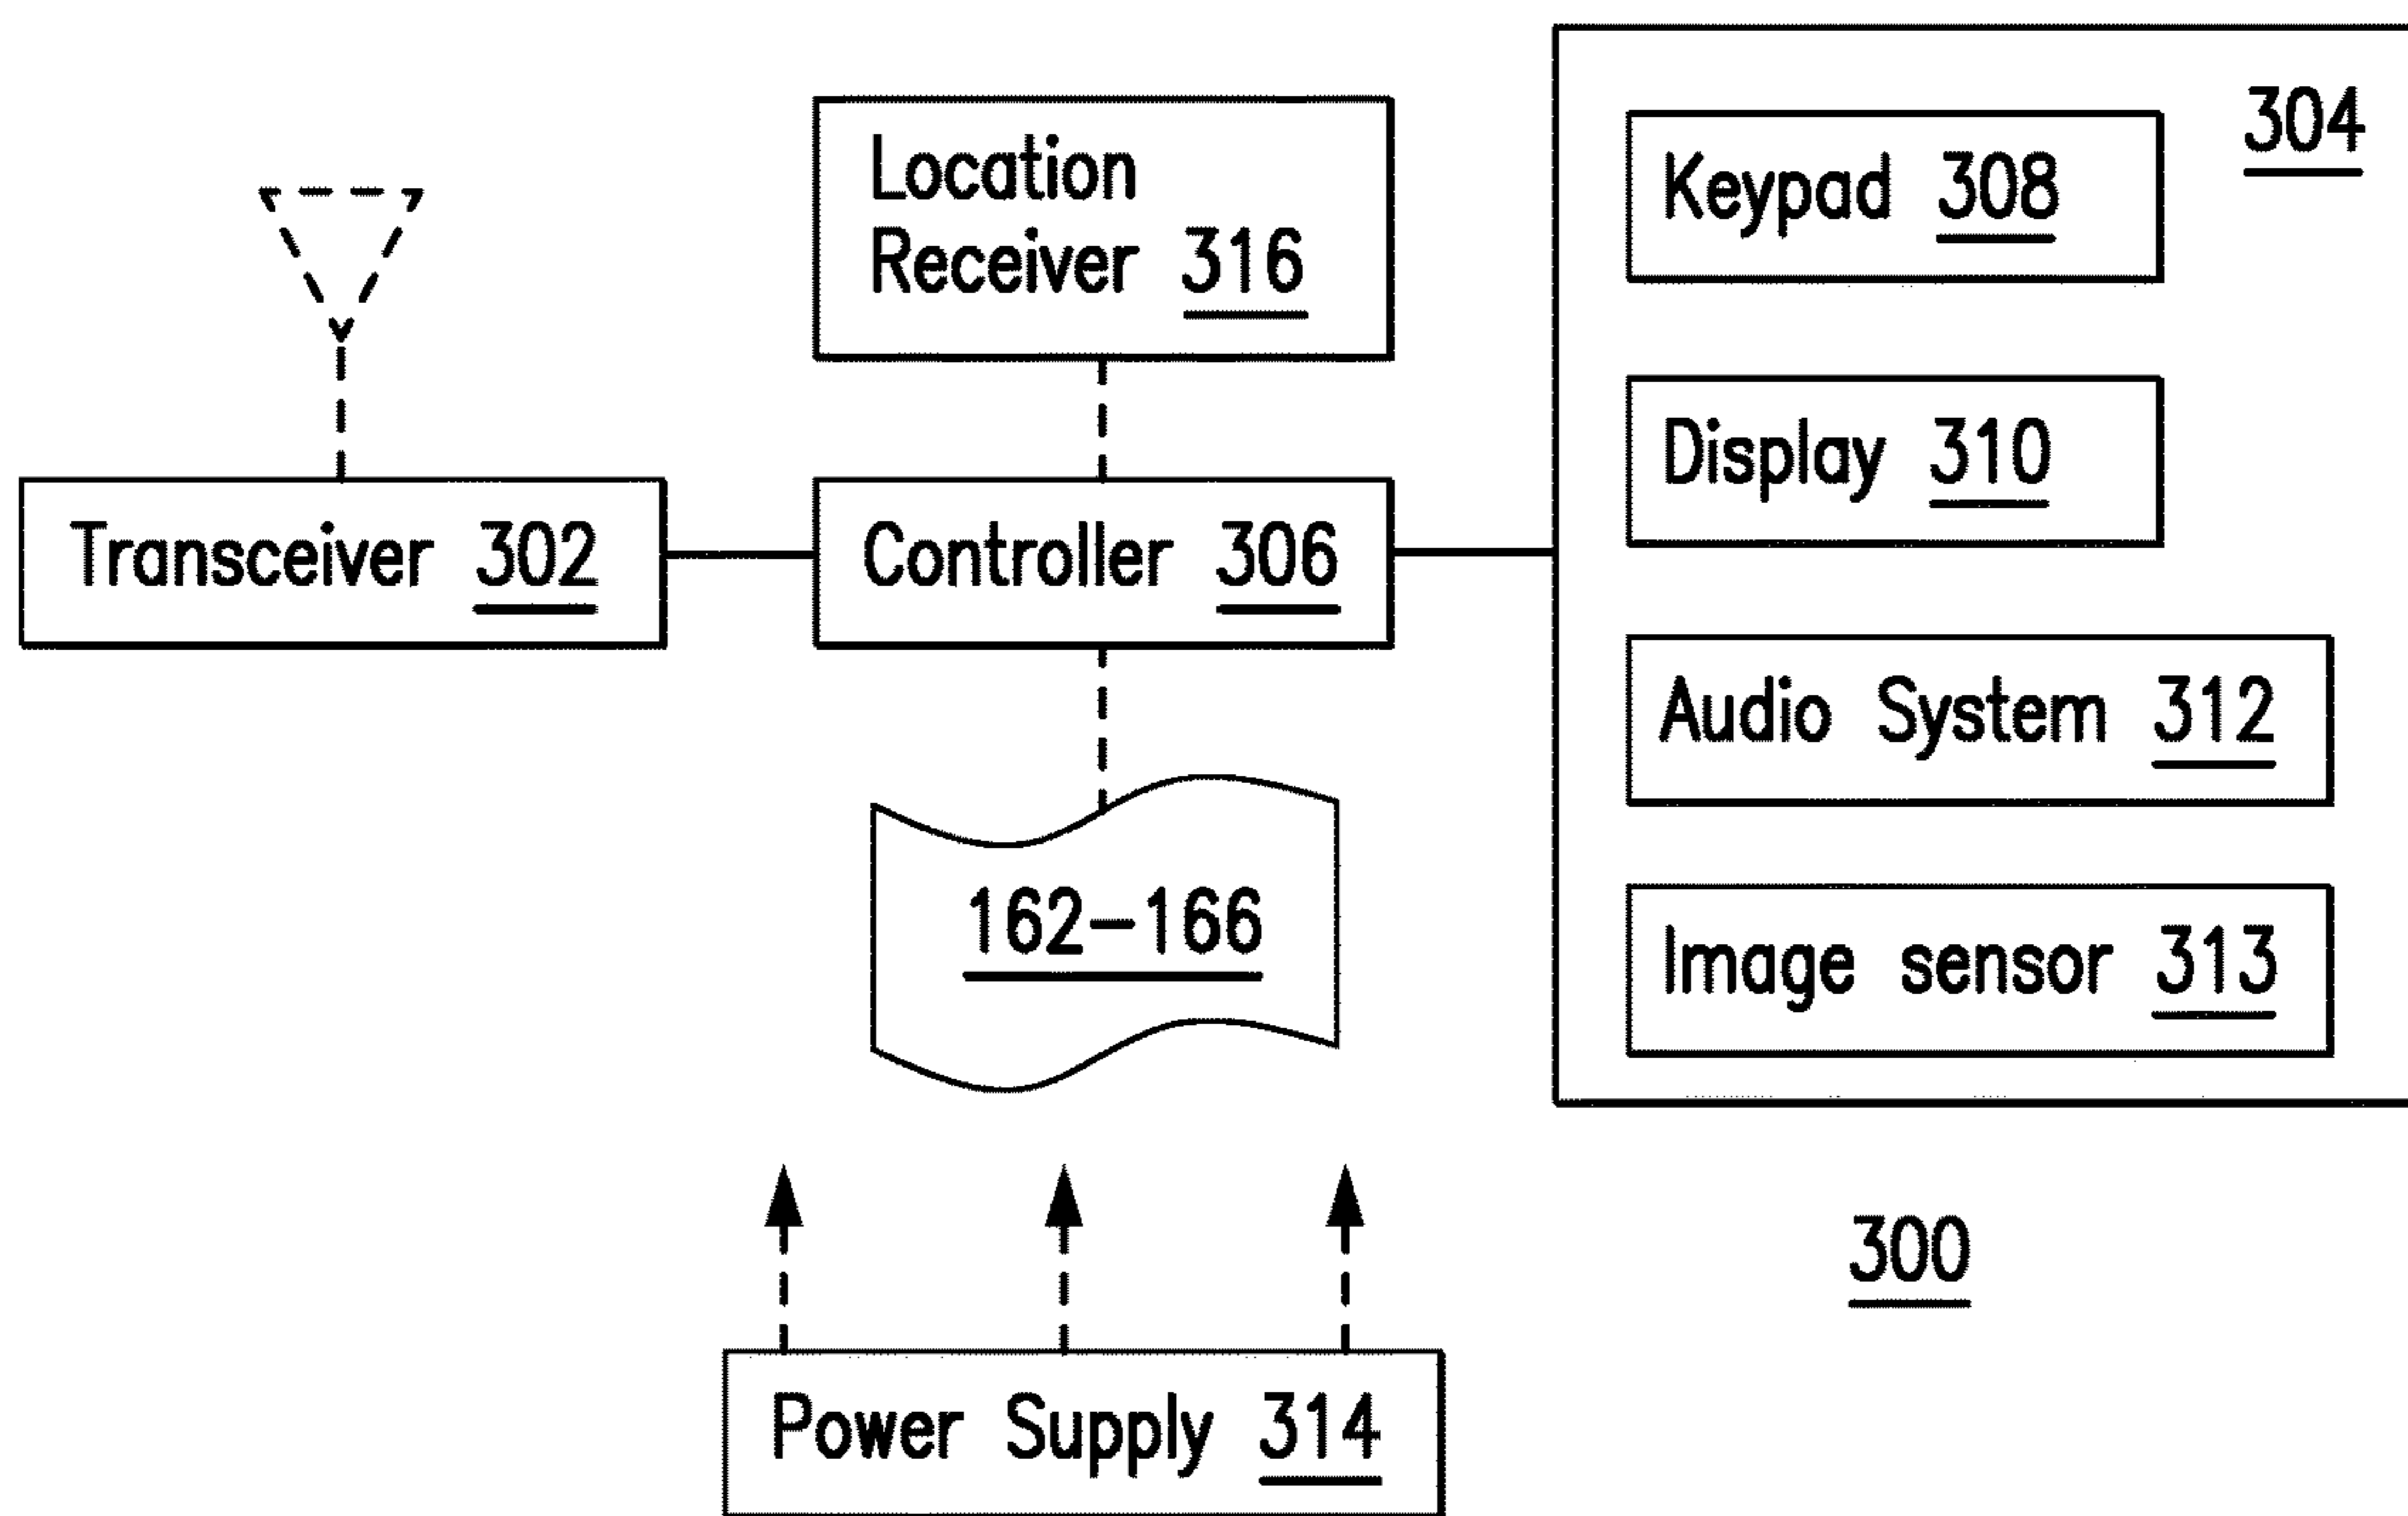 304
Keypad 308
Location
Receiver 316
Display 310
Transceiver 302
Controller 306
Audio System 312
162-166
Image sensor 313
300
Power Supply 314